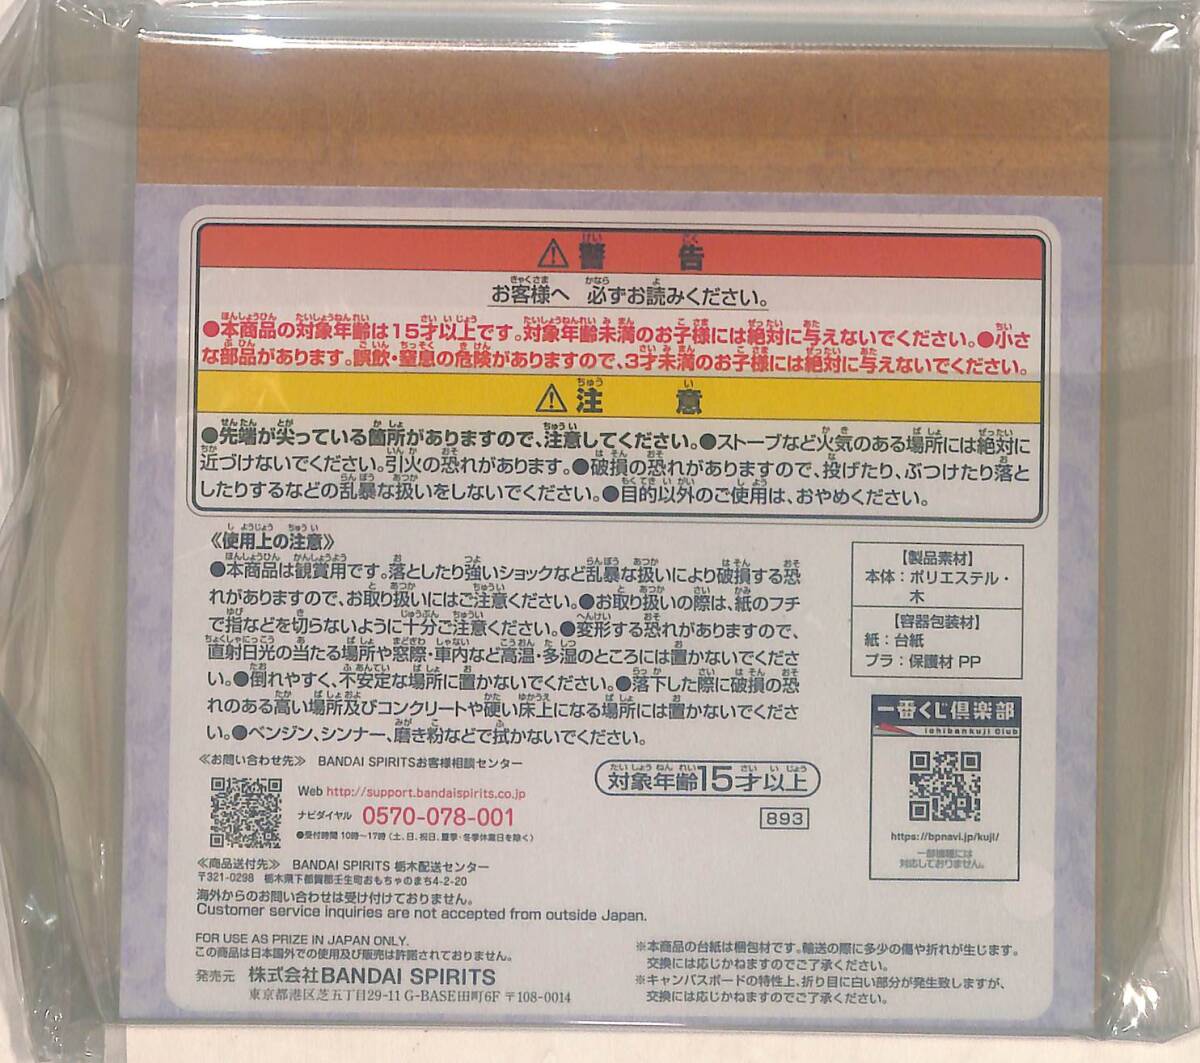 ⚠警告
お客様へ 必ずお読みください。
●本商品の対象年齢は15才以上です。対象年齢未満のお子様には絶対に与えないでください。●小さ
な部品があります。誤飲・窒息の危険がありますので、3才未満のお子様には絶対に与えないでください。
⚠注意
●先端が尖っている箇所がありますので、注意してください。●ストーブなど火気のある場所には絶対に
近づけないでください。引火の恐れがあります。●破損の恐れがありますので、投げたり、ぶつけたり落と
したりするなどの乱暴な扱いをしないでください。●目的以外のご使用は、おやめください。
《使用上の注意》
●本商品は観賞用です。落としたり強いショックなど乱暴な扱いにより破損する恐
れがありますので、お取り扱いにはご注意ください。●お取り扱いの際は、紙のフチ
で指などを切らないように十分ご注意ください。●変形する恐れがありますので、
直射日光の当たる場所や窓際・車内など高温・多湿のところには置かないでくださ
い。●倒れやすく、不安定な場所に置かないでください。●落下した際に破損の恐
れのある高い場所及びコンクリートや硬い床上になる場所には置かないでくださ
い。●ベンジン、シンナー、磨き粉などで拭かないでください。
【製品素材】
本体：ポリエステル・
木
【容器包装材】
紙：台紙
プラ：保護材 PP
一番くじ倶楽部
ichibankuji Club
https://bpnavi.jp/kuji/
一部機種には
対応しておりません。
《お問い合わせ先》 BANDAI SPIRITSお客様相談センター
Web http://support.bandaispirits.co.jp
ナビダイヤル 0570-078-001
●受付時間 10時〜17時(土、日、祝日、夏季・冬季休業日を除く)
対象年齢15才以上
893
《商品送付先》 BANDAI SPIRITS 栃木配送センター
〒321-0298 栃木県下都賀郡壬生町おもちゃのまち4-2-20
海外からのお問い合わせは受け付けておりません。
Customer service inquiries are not accepted from outside Japan.
FOR USE AS PRIZE IN JAPAN ONLY.
この商品は日本国外での使用及び販売は許諾されておりません。
発売元 株式会社BANDAI SPIRITS
東京都港区芝五丁目29-11 G-BASE田町6F 〒108-0014
※本商品の台紙は梱包材です。輸送の際に多少の傷や折れが生じます。
交換には応じかねますのでご了承ください。
※キャンバスボードの特性上、折り目に白い部分が発生致しますが、
交換には応じかねますのでご了承ください。